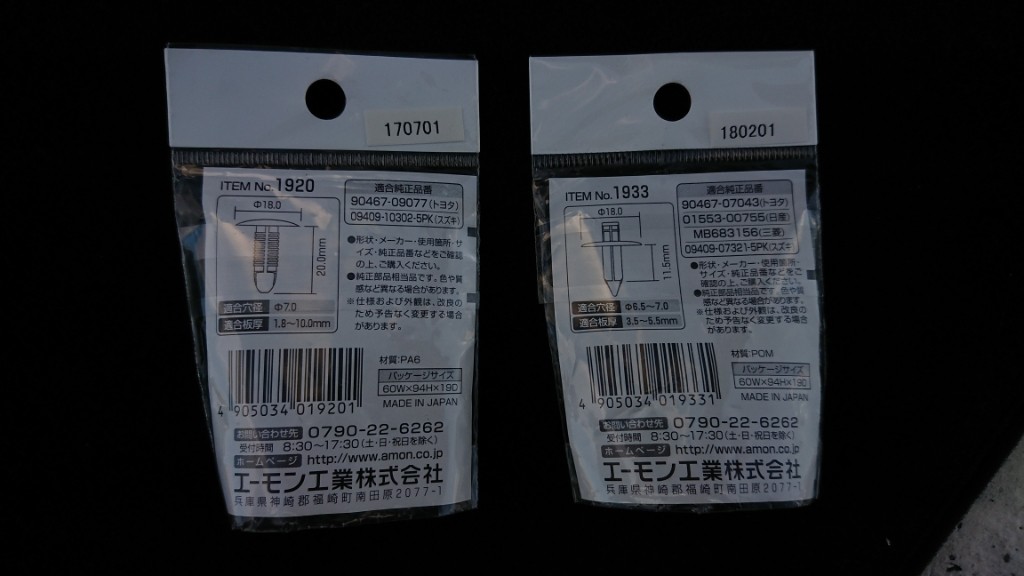 170701
ITEM No.1920
適合純正品番
90467-09077(トヨタ)
09409-10302-5PK(スズキ)
Φ18.0
20.0mm
●形状・メーカー・使用箇所・サ
イズ・純正品番などをご確認
の上、ご購入ください。
●純正部品相当品です。色や質
感など異なる場合があります。
※仕様および外観は、改良の
ため予告なく変更する場合
があります。
適合穴径 Φ7.0
適合板厚 1.8~10.0mm
材質:PA6
パッケージサイズ
60W×94H×19D
MADE IN JAPAN
4 905034 019201
お問い合わせ先 0790-22-6262
受付時間 8:30~17:30(土・日・祝日を除く)
ホームページ http://www.amon.co.jp
エーモン工業株式会社
兵庫県神崎郡福崎町南田原2077-1
180201
ITEM No.1933
適合純正品番
90467-07043(トヨタ)
01553-00755(日産)
MB683156(三菱)
09409-07321-5PK(スズキ)
Φ18.0
11.5mm
●形状・メーカー・使用箇所・
サイズ・純正品番などをご
確認の上、ご購入ください。
●純正部品相当品です。色や質
感など異なる場合があります。
※仕様および外観は、改良の
ため予告なく変更する場合
があります。
適合穴径 Φ6.5~7.0
適合板厚 3.5~5.5mm
材質:POM
パッケージサイズ
60W×94H×19D
MADE IN JAPAN
4 905034 019331
お問い合わせ先 0790-22-6262
受付時間 8:30~17:30(土・日・祝日を除く)
ホームページ http://www.amon.co.jp
エーモン工業株式会社
兵庫県神崎郡福崎町南田原2077-1